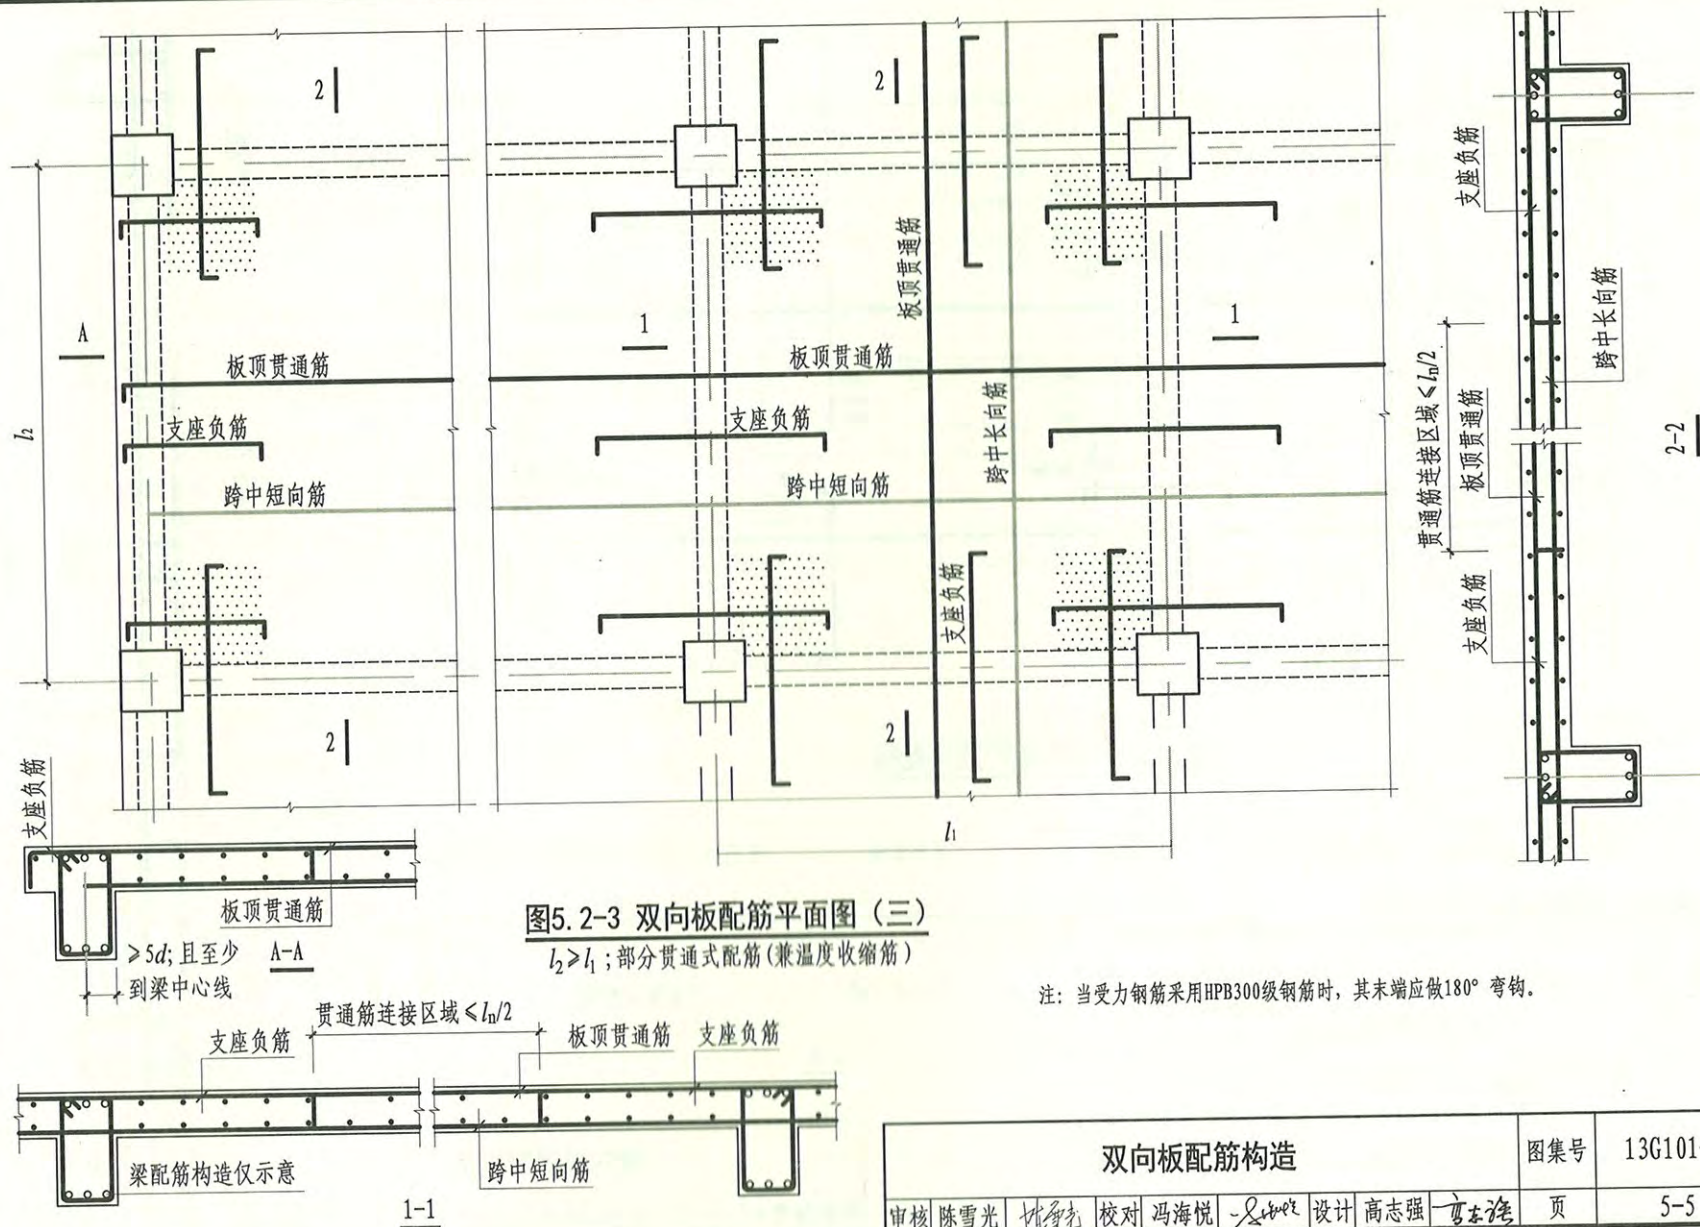 2
2
A
1
1
板顶贯通筋
板顶贯通筋
板顶贯通筋
支座负筋
支座负筋
跨中长向筋
跨中短向筋
跨中短向筋
支座负筋
l₂
2
2
l₁
支座负筋
跨中长向筋
贯通筋连接区域≤lₙ/2
板顶贯通筋
支座负筋
2-2
支座负筋
板顶贯通筋
≥5d; 且至少
到梁中心线
A-A
图5.2-3 双向板配筋平面图（三）
l₂≥l₁；部分贯通式配筋(兼温度收缩筋)
注：当受力钢筋采用HPB300级钢筋时，其末端应做180°弯钩。
贯通筋连接区域≤lₙ/2
支座负筋
板顶贯通筋
支座负筋
梁配筋构造仅示意
跨中短向筋
1-1
双向板配筋构造
图集号 13G101
审核 陈雪光 校对 冯海悦 设计 高志强 页 5-5